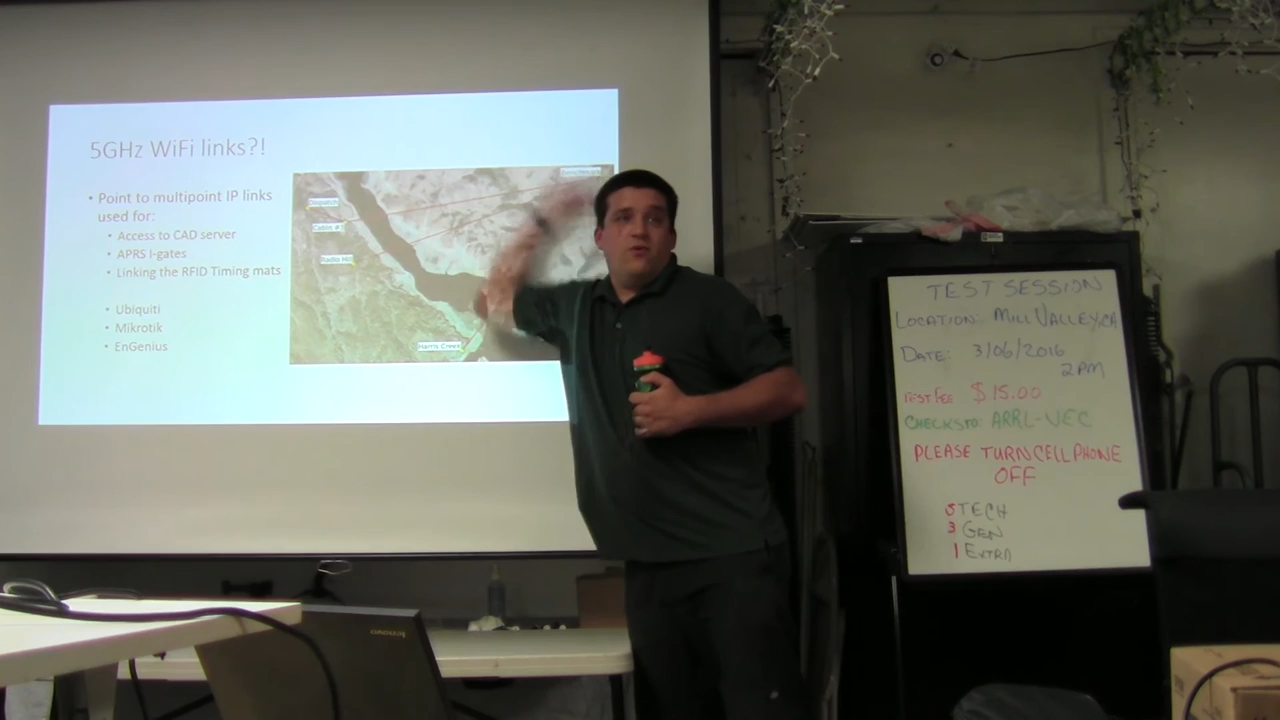 5GHz WiFi links?!
• Point to multipoint IP links
used for:
• Access to CAD server
• APRS I-gates
• Linking the RFID Timing mats
• Ubiquiti
• Mikrotik
• EnGenius
Dispatch
Radio Hill
Harris Creek
TEST SESSION
LOCATION: MILL VALLEY, CA
DATE: 3/06/2016
2PM
TEST FEE $15.00
CHECKS TO: ARRL-VEC
PLEASE TURN CELL PHONE
OFF
5 TECH
3 GEN
1 EXTRA